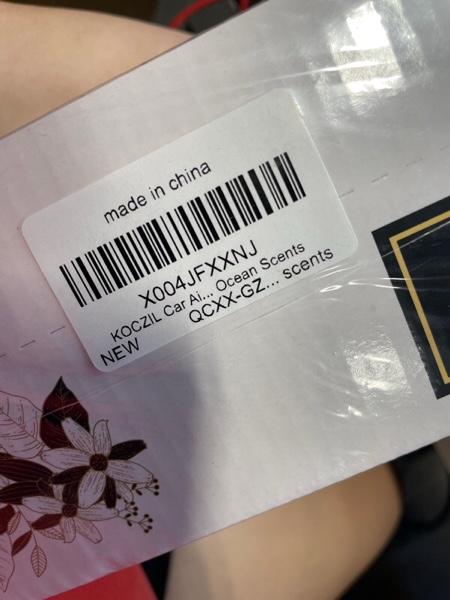 made in china
X004JFXXNJ
KOCZIL Car Ai... Ocean Scents
NEW QCXX-GZ... scents